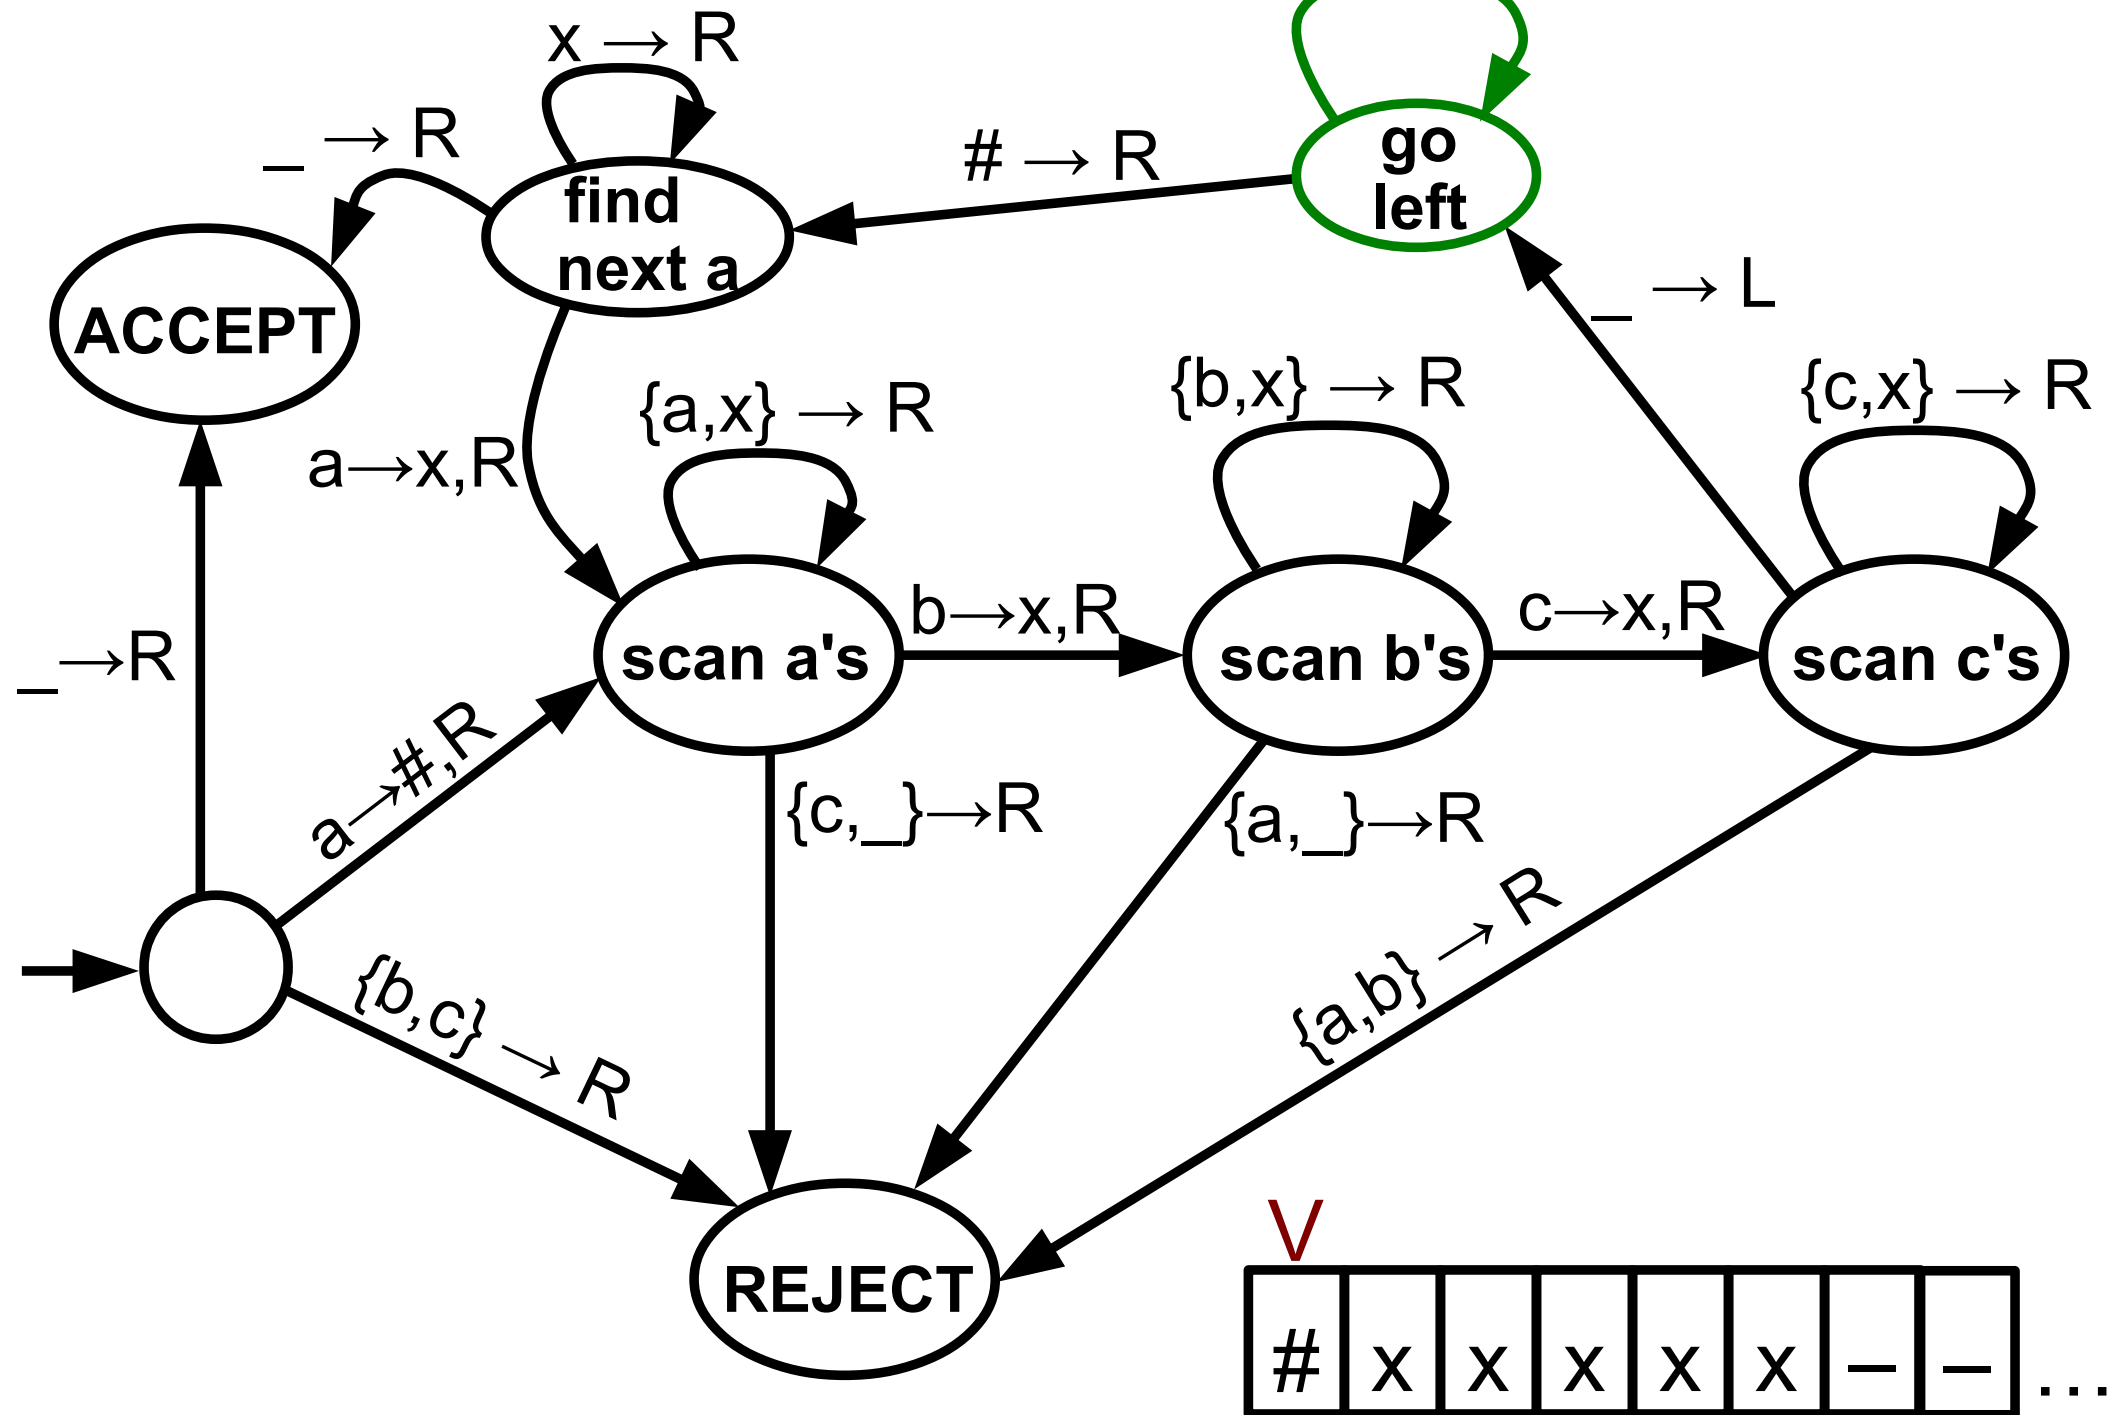 x → R
_ → R
# → R
go
left
find
next a
ACCEPT
_ → L
{a,x} → R
{b,x} → R
{c,x} → R
a→x,R
b→x,R
c→x,R
_→R
scan a's
scan b's
scan c's
a→#,R
{c,_}→R
{a,_}→R
{b,c} → R
{a,b} → R
REJECT
V
# x x x x x _ _ ...